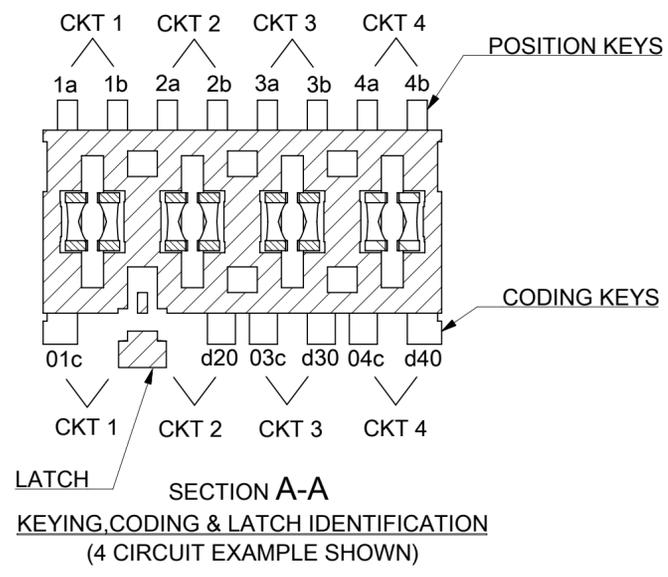 CKT 1 CKT 2 CKT 3 CKT 4
POSITION KEYS
1a 1b 2a 2b 3a 3b 4a 4b
CODING KEYS
01c d20 03c d30 04c d40
CKT 1 CKT 2 CKT 3 CKT 4
LATCH
SECTION A-A
KEYING,CODING & LATCH IDENTIFICATION
(4 CIRCUIT EXAMPLE SHOWN)